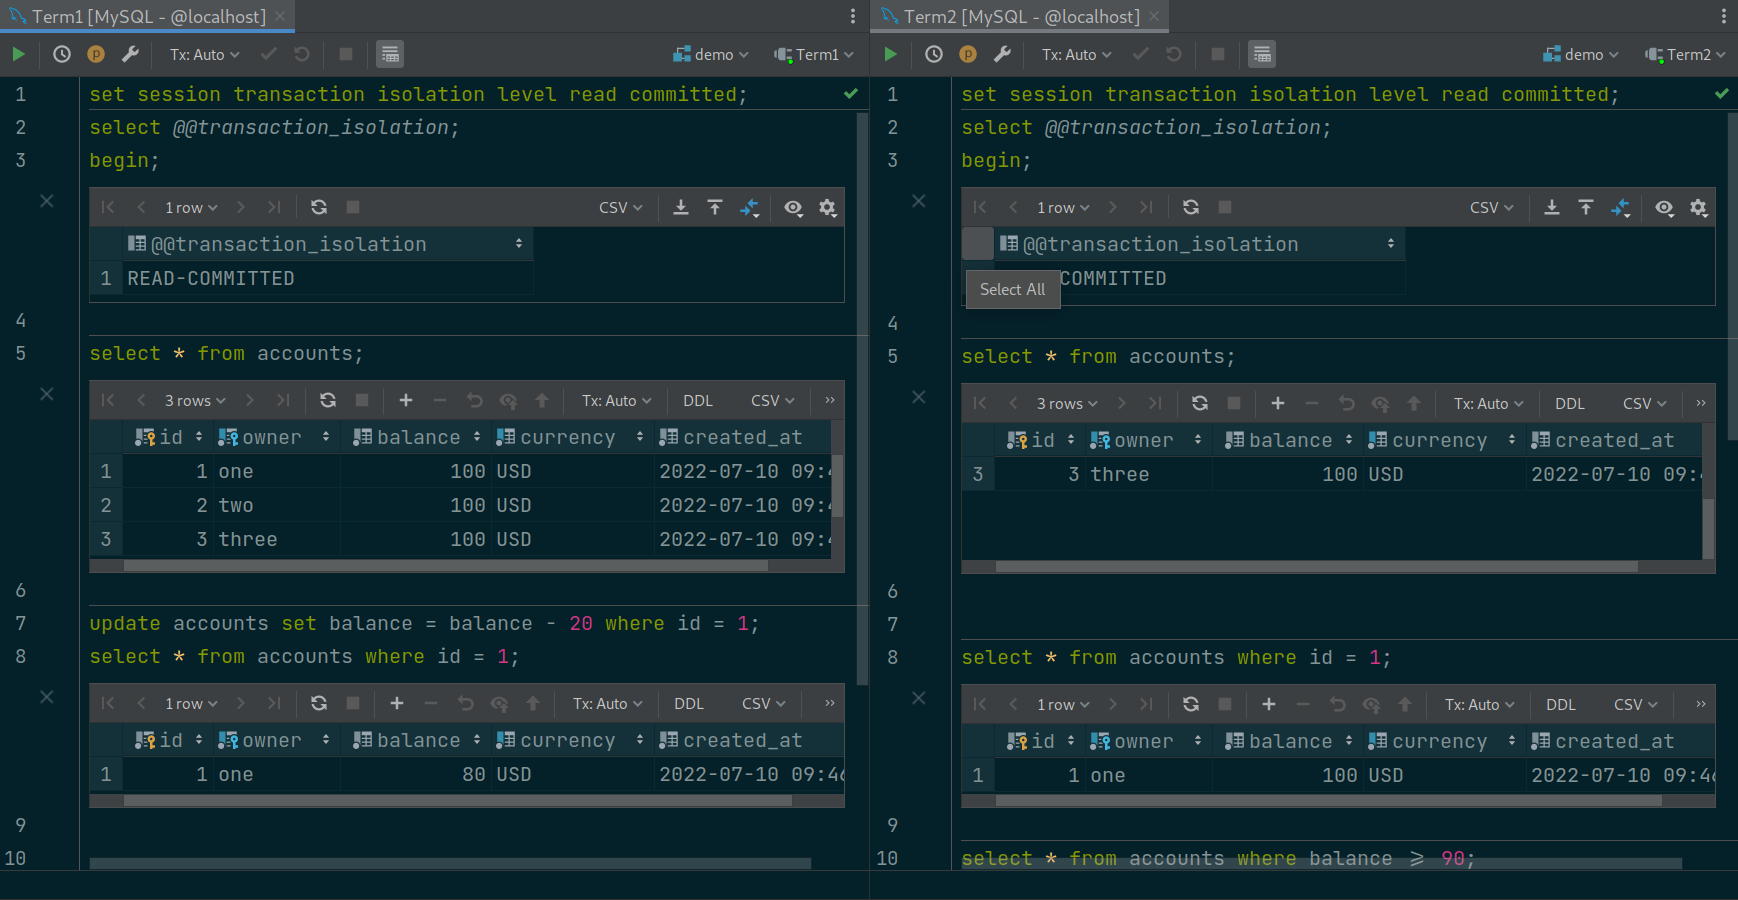 Term1 [MySQL - @localhost]
Tx: Auto
demo
Term1
1 set session transaction isolation level read committed;
2 select @@transaction_isolation;
3 begin;
1 row
CSV
@@transaction_isolation
1 READ-COMMITTED
4
5 select * from accounts;
3 rows
Tx: Auto
DDL
CSV
»
id owner balance currency created_at
1 1 one 100 USD 2022-07-10 09:4
2 2 two 100 USD 2022-07-10 09:4
3 3 three 100 USD 2022-07-10 09:4
6
7 update accounts set balance = balance - 20 where id = 1;
8 select * from accounts where id = 1;
1 row
Tx: Auto
DDL
CSV
»
id owner balance currency created_at
1 1 one 80 USD 2022-07-10 09:46
9
10
Term2 [MySQL - @localhost]
Tx: Auto
demo
Term2
1 set session transaction isolation level read committed;
2 select @@transaction_isolation;
3 begin;
1 row
CSV
@@transaction_isolation
COMMITTED
Select All
4
5 select * from accounts;
3 rows
Tx: Auto
DDL
CSV
»
id owner balance currency created_at
3 3 three 100 USD 2022-07-10 09:4
6
7
8 select * from accounts where id = 1;
1 row
Tx: Auto
DDL
CSV
»
id owner balance currency created_at
1 1 one 100 USD 2022-07-10 09:46
9
10 select * from accounts where balance ⩾ 90;